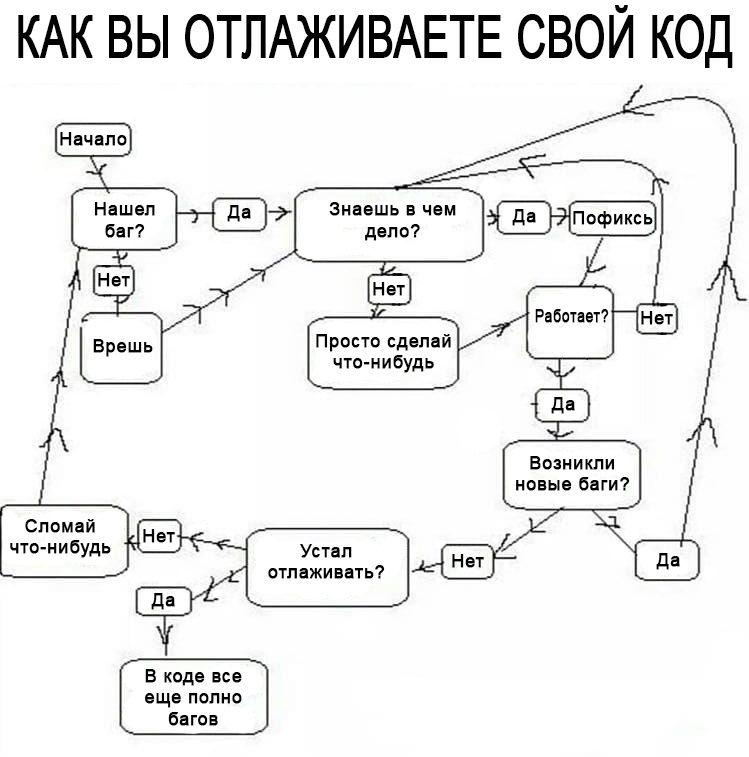 КАК ВЫ ОТЛАЖИВАЕТЕ СВОЙ КОД
Начало
Нашел
баг?
Да
Знаешь в чем
дело?
Да
Пофиксь
Нет
Врешь
Нет
Просто сделай
что-нибудь
Работает?
Нет
Да
Возникли
новые баги?
Да
Нет
Устал
отлаживать?
Нет
Сломай
что-нибудь
Да
В коде все
еще полно
багов